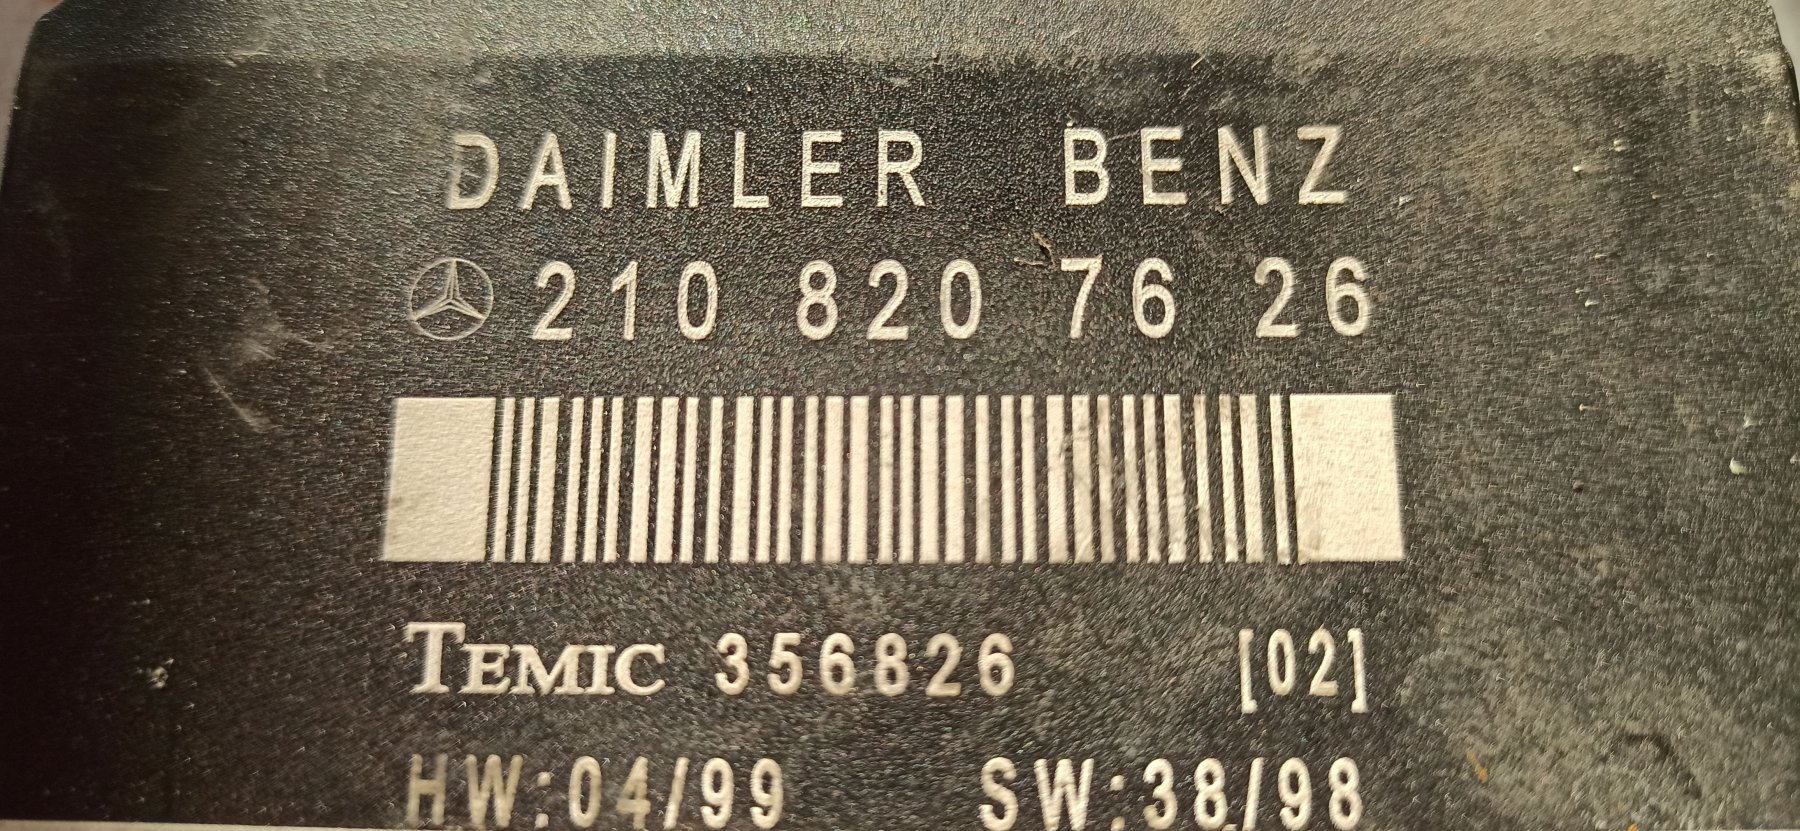 DAIMLER BENZ
210 820 76 26
TEMIC 356826 [02]
HW:04/99 SW:38/98